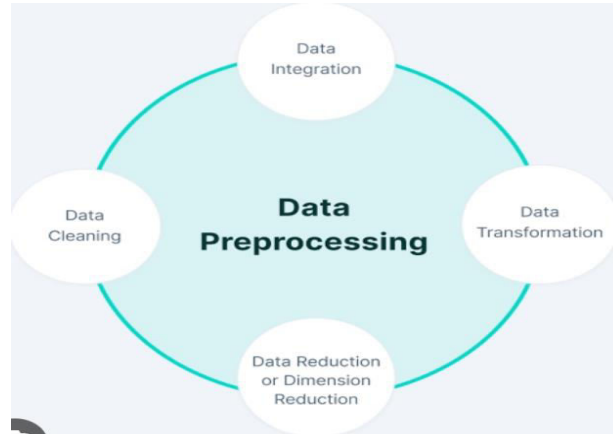 Data
Integration
Data
Cleaning
Data
Preprocessing
Data
Transformation
Data Reduction
or Dimension
Reduction